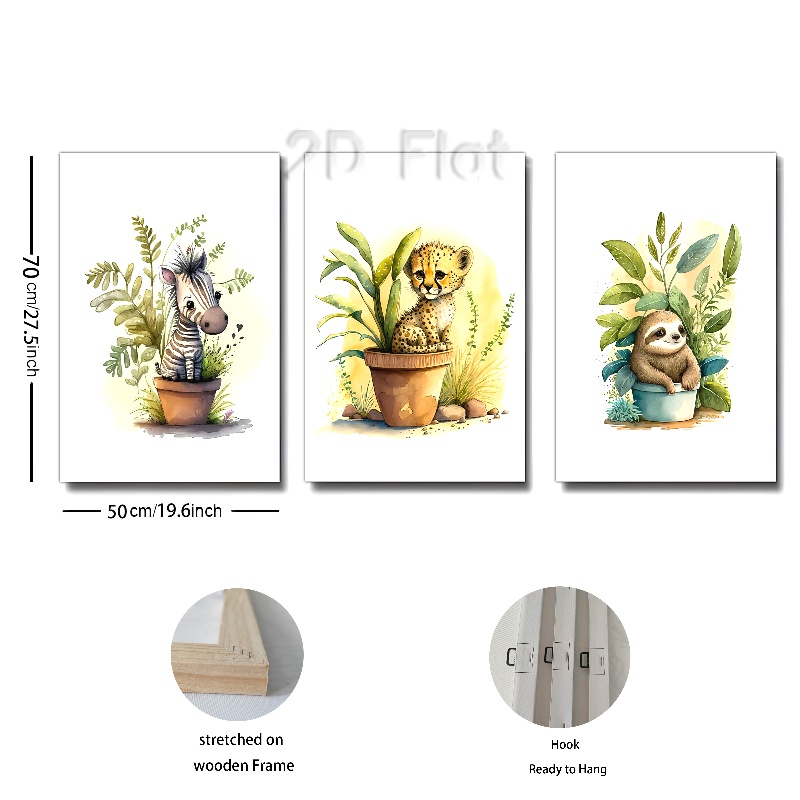 2D Flat
70 cm/27.5inch
50 cm/19.6inch
stretched on
wooden Frame
Hook
Ready to Hang